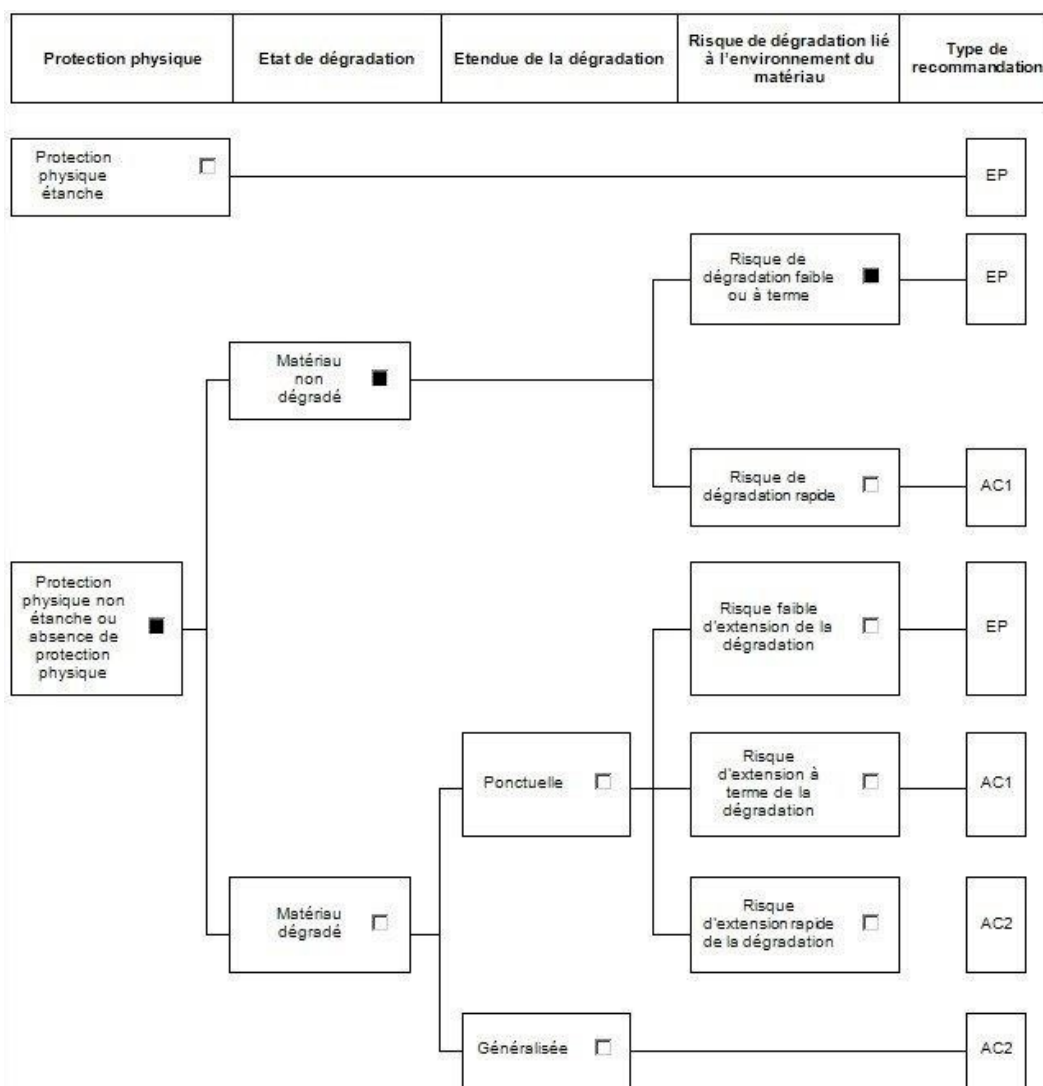 Protection physique
Etat de dégradation
Etendue de la dégradation
Risque de dégradation lié
à l'environnement du
matériau
Type de
recommandation
Protection
physique
étanche
EP
Risque de
dégradation faible
ou à terme
EP
Matériau
non
dégradé
Risque de
dégradation rapide
AC1
Protection
physique non
étanche ou
absence de
protection
physique
Risque faible
d'extension de la
dégradation
EP
Ponctuelle
Risque
d'extension à
terme de la
dégradation
AC1
Matériau
dégradé
Risque
d'extension rapide
de la dégradation
AC2
Généralisée
AC2